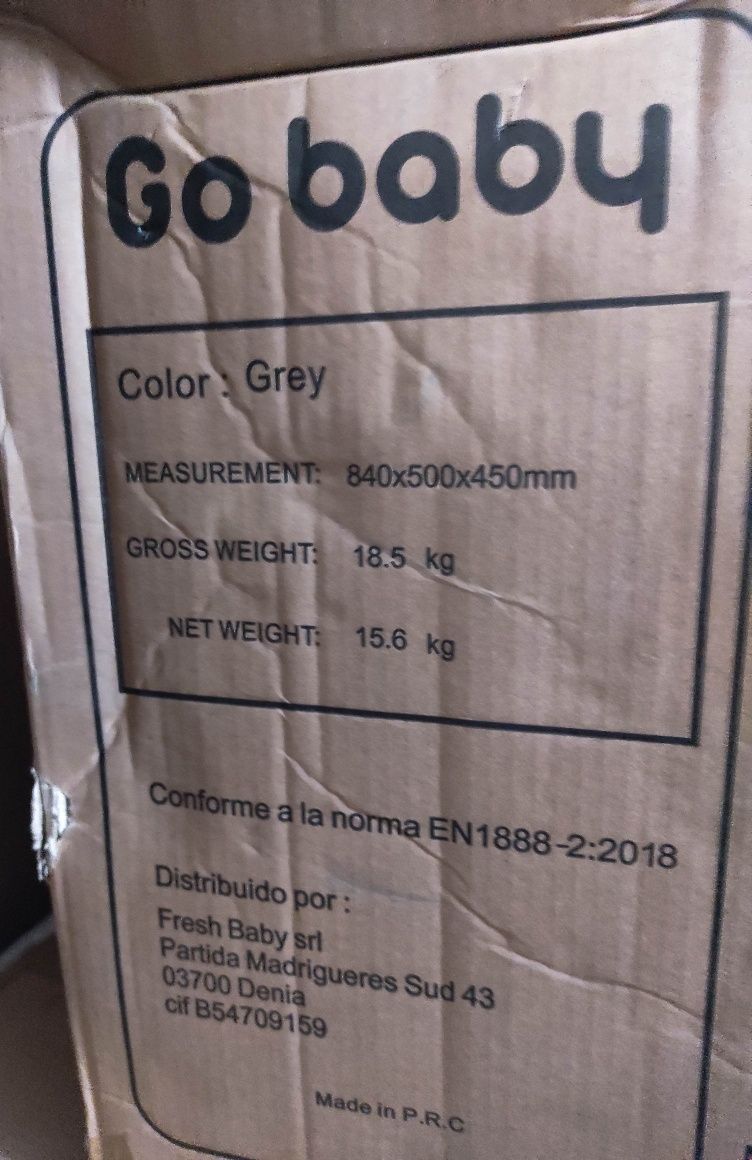 Go baby
Color : Grey
MEASUREMENT: 840x500x450mm
GROSS WEIGHT: 18.5 kg
NET WEIGHT: 15.6 kg
Conforme a la norma EN1888-2:2018
Distribuido por :
Fresh Baby srl
Partida Madrigueres Sud 43
03700 Denia
cif B54709159
Made in P.R.C